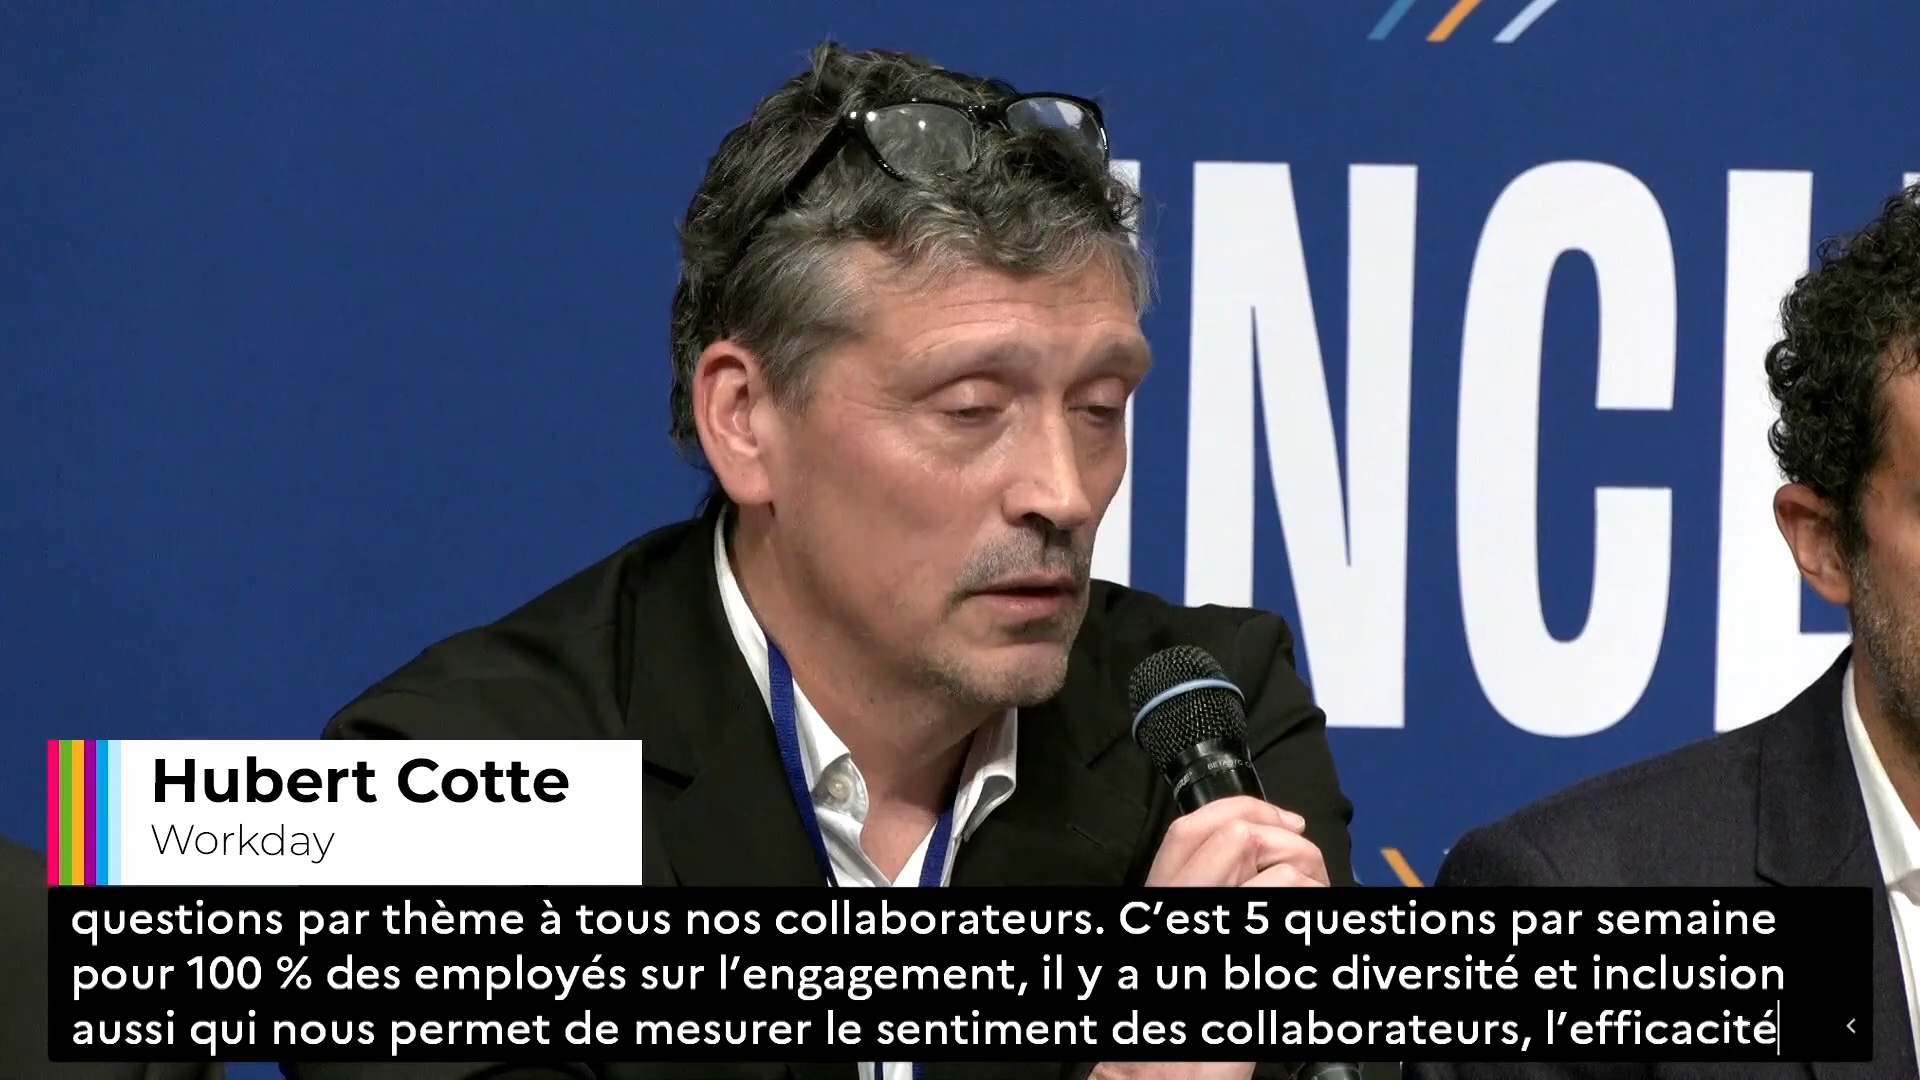 INCL
Hubert Cotte
Workday
questions par thème à tous nos collaborateurs. C’est 5 questions par semaine
pour 100 % des employés sur l’engagement, il y a un bloc diversité et inclusion
aussi qui nous permet de mesurer le sentiment des collaborateurs, l’efficacité